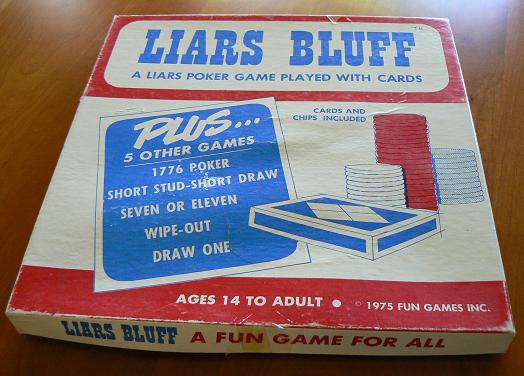 LIARS BLUFF ™
A LIARS POKER GAME PLAYED WITH CARDS
PLUS...
5 OTHER GAMES
1776 POKER
SHORT STUD-SHORT DRAW
SEVEN OR ELEVEN
WIPE-OUT
DRAW ONE
CARDS AND
CHIPS INCLUDED
AGES 14 TO ADULT ● © 1975 FUN GAMES INC.
LIARS BLUFF A FUN GAME FOR ALL